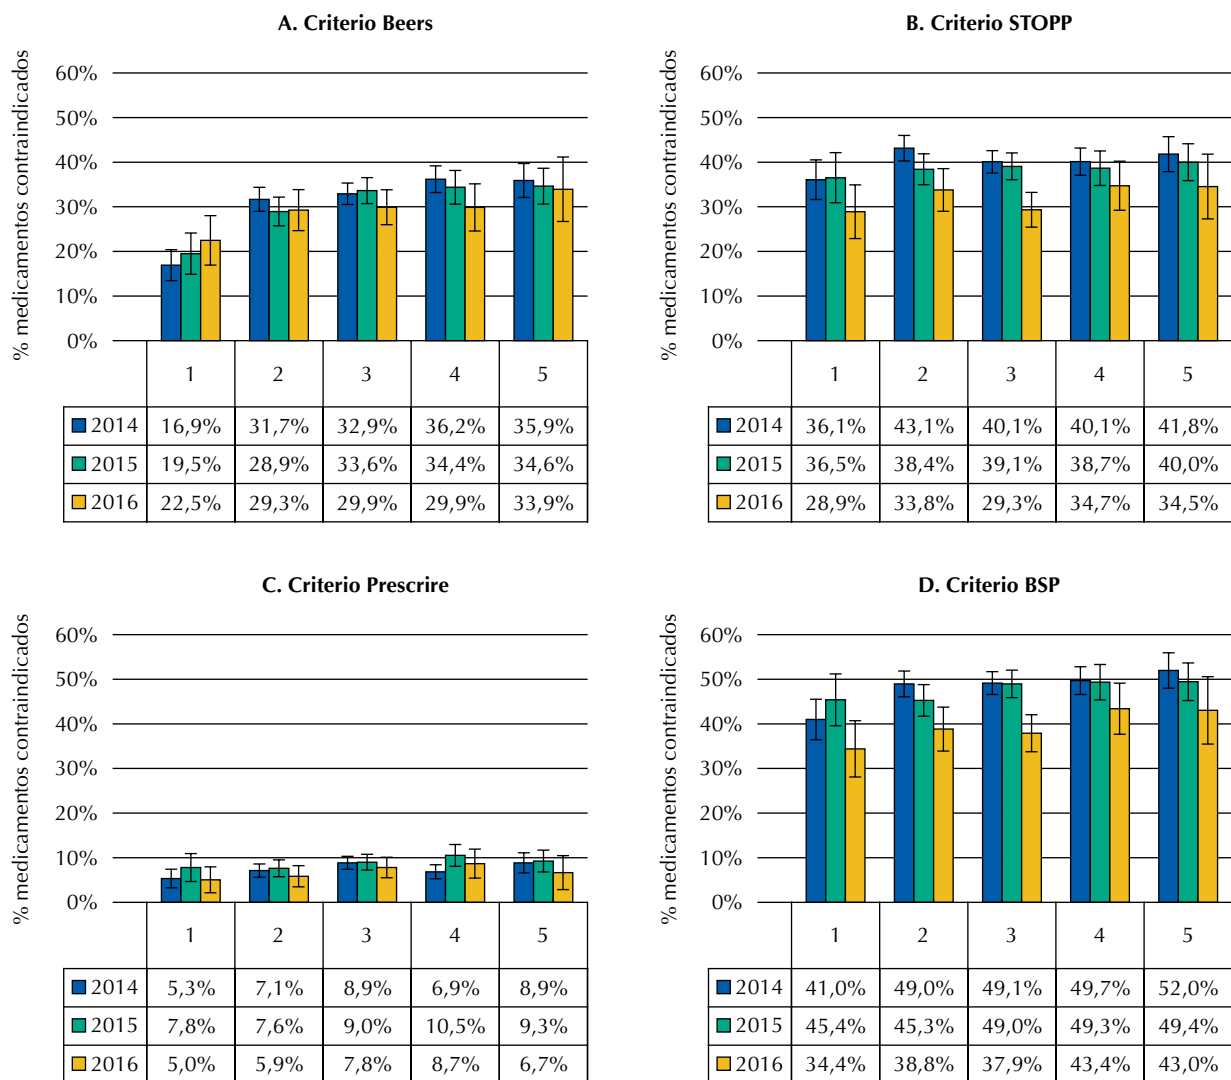 A. Criterio Beers
% medicamentos contraindicados
60%
50%
40%
30%
20%
10%
0%
1 2 3 4 5
2014 16,9% 31,7% 32,9% 36,2% 35,9%
2015 19,5% 28,9% 33,6% 34,4% 34,6%
2016 22,5% 29,3% 29,9% 29,9% 33,9%
B. Criterio STOPP
% medicamentos contraindicados
60%
50%
40%
30%
20%
10%
0%
1 2 3 4 5
2014 36,1% 43,1% 40,1% 40,1% 41,8%
2015 36,5% 38,4% 39,1% 38,7% 40,0%
2016 28,9% 33,8% 29,3% 34,7% 34,5%
C. Criterio Prescrire
% medicamentos contraindicados
60%
50%
40%
30%
20%
10%
0%
1 2 3 4 5
2014 5,3% 7,1% 8,9% 6,9% 8,9%
2015 7,8% 7,6% 9,0% 10,5% 9,3%
2016 5,0% 5,9% 7,8% 8,7% 6,7%
D. Criterio BSP
% medicamentos contraindicados
60%
50%
40%
30%
20%
10%
0%
1 2 3 4 5
2014 41,0% 49,0% 49,1% 49,7% 52,0%
2015 45,4% 45,3% 49,0% 49,3% 49,4%
2016 34,4% 38,8% 37,9% 43,4% 43,0%